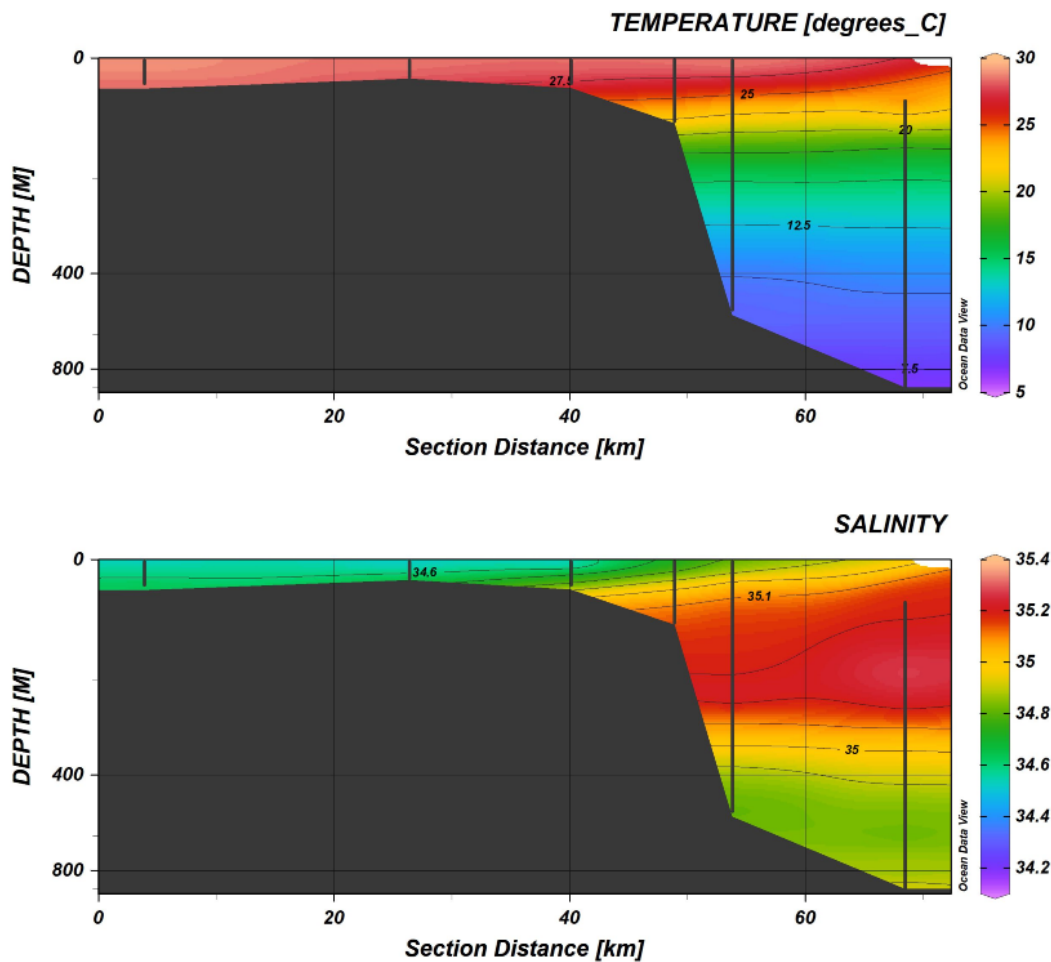 TEMPERATURE [degrees_C]
0
400
800
DEPTH [M]
27.5
25
20
12.5
7.5
Ocean Data View
30
25
20
15
10
5
0 20 40 60
Section Distance [km]
SALINITY
0
400
800
DEPTH [M]
34.6
35.1
35
Ocean Data View
35.4
35.2
35
34.8
34.6
34.4
34.2
0 20 40 60
Section Distance [km]